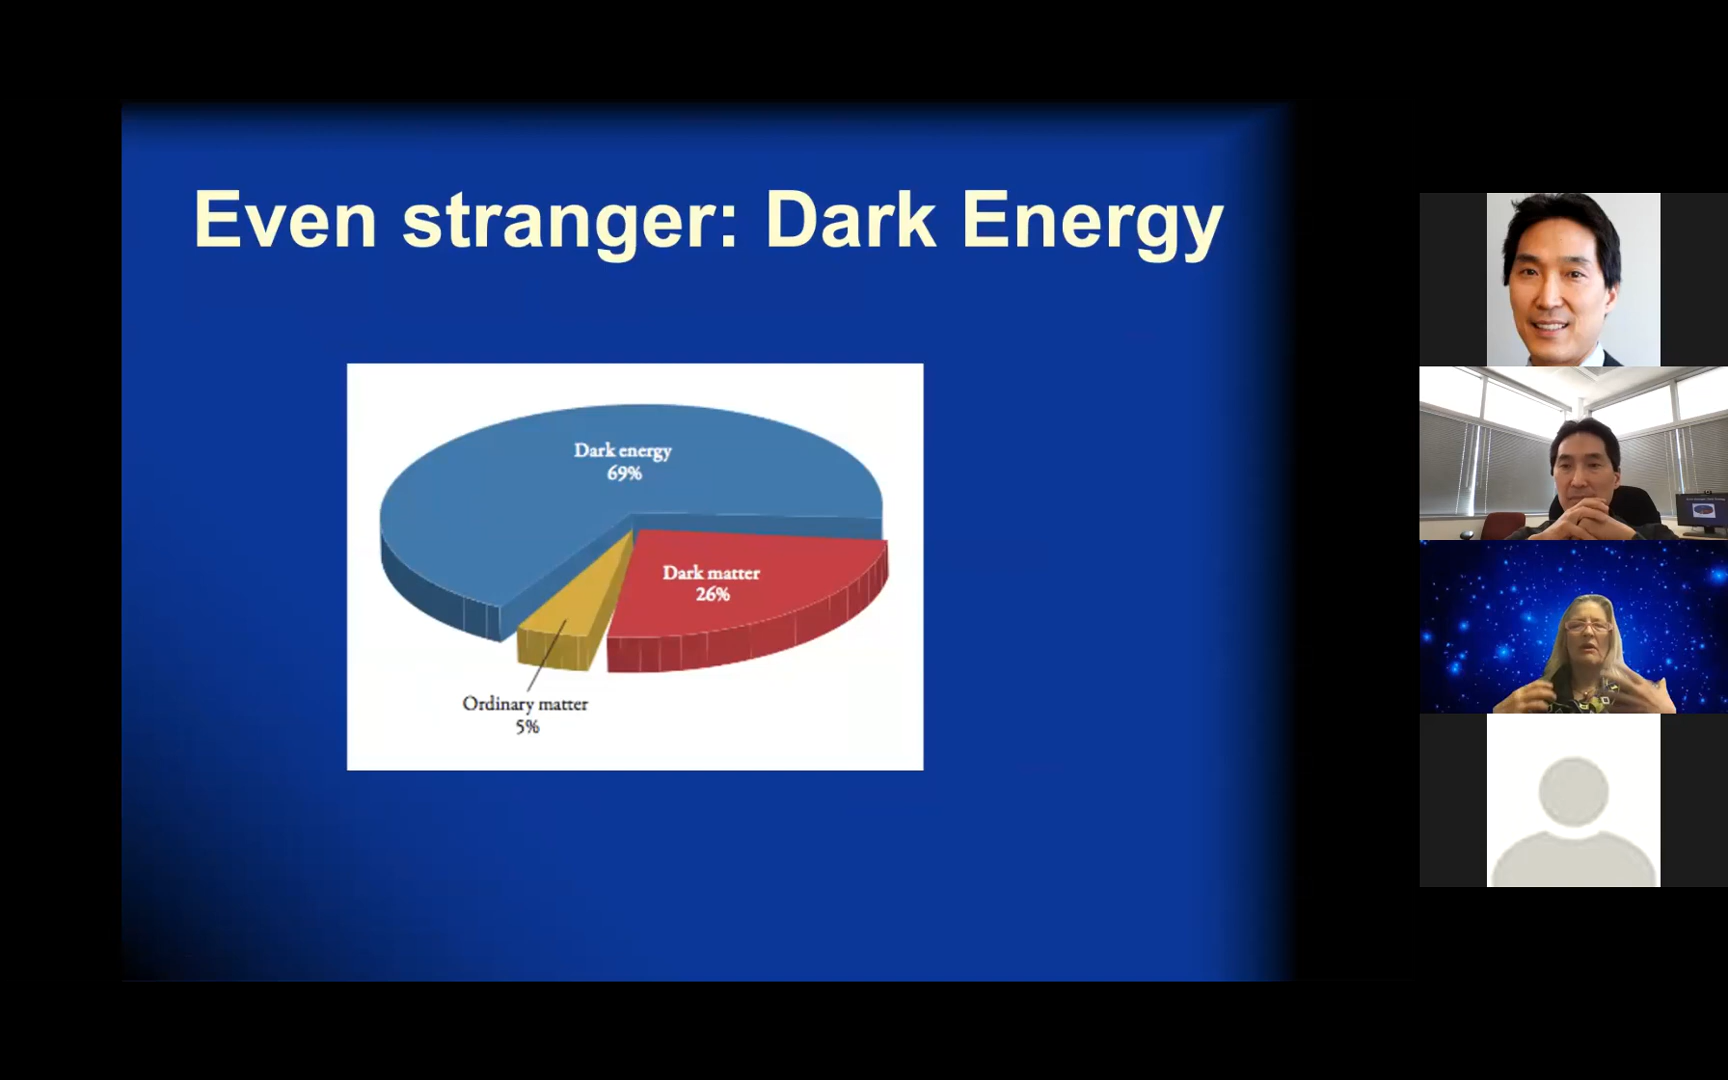 Even stranger: Dark Energy
Dark energy
69%
Dark matter
26%
Ordinary matter
5%